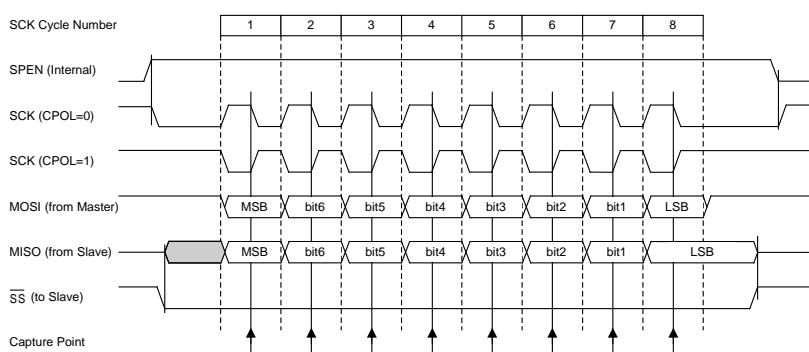 SCK Cycle Number 1 2 3 4 5 6 7 8
SPEN (Internal)
SCK (CPOL=0)
SCK (CPOL=1)
MOSI (from Master) MSB bit6 bit5 bit4 bit3 bit2 bit1 LSB
MISO (from Slave) MSB bit6 bit5 bit4 bit3 bit2 bit1 LSB
SS (to Slave)
Capture Point